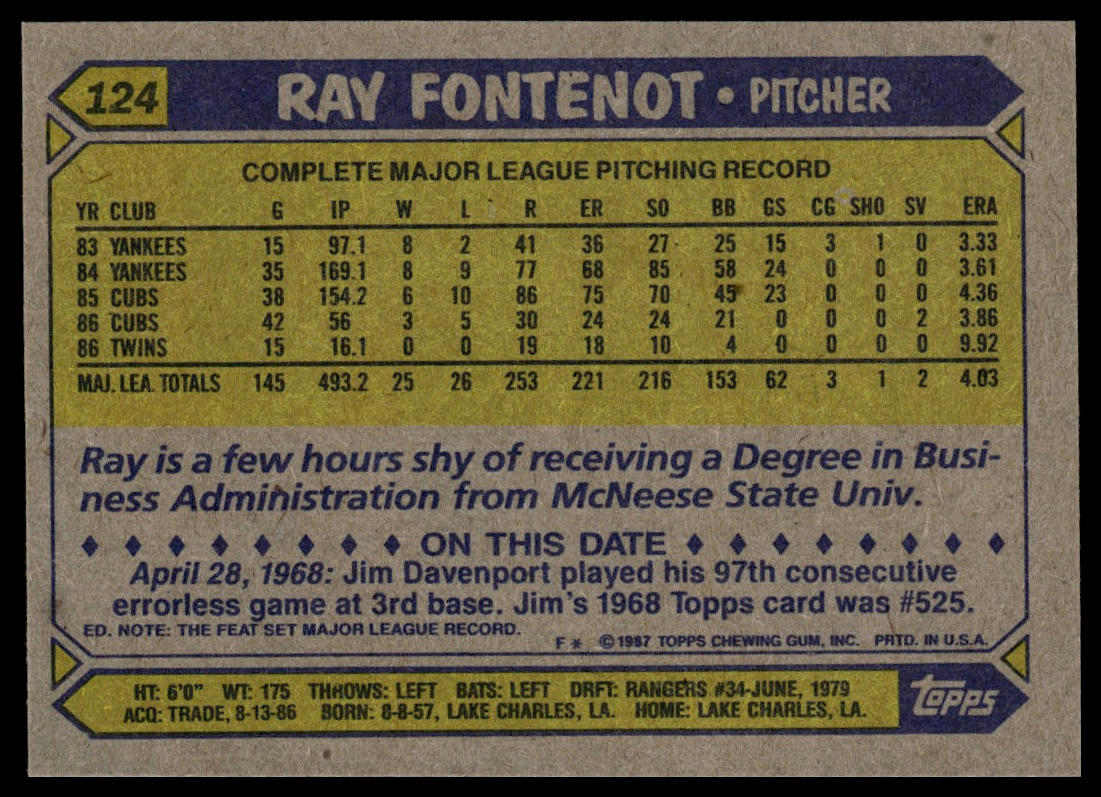 124 RAY FONTENOT • PITCHER
COMPLETE MAJOR LEAGUE PITCHING RECORD
YR CLUB G IP W L R ER SO BB GS CG SHO SV ERA
83 YANKEES 15 97.1 8 2 41 36 27 25 15 3 1 0 3.33
84 YANKEES 35 169.1 8 9 77 68 85 58 24 0 0 0 3.61
85 CUBS 38 154.2 6 10 86 75 70 45 23 0 0 0 4.36
86 CUBS 42 56 3 5 30 24 24 21 0 0 0 2 3.86
86 TWINS 15 16.1 0 0 19 18 10 4 0 0 0 0 9.92
MAJ. LEA. TOTALS 145 493.2 25 26 253 221 216 153 62 3 1 2 4.03
Ray is a few hours shy of receiving a Degree in Busi-
ness Administration from McNeese State Univ.
ON THIS DATE
April 28, 1968: Jim Davenport played his 97th consecutive
errorless game at 3rd base. Jim's 1968 Topps card was #525.
ED. NOTE: THE FEAT SET MAJOR LEAGUE RECORD.
F * © 1987 TOPPS CHEWING GUM, INC. PRTD. IN U.S.A.
HT: 6'0" WT: 175 THROWS: LEFT BATS: LEFT DRFT: RANGERS #34-JUNE, 1979
ACQ: TRADE, 8-13-86 BORN: 8-8-57, LAKE CHARLES, LA. HOME: LAKE CHARLES, LA.
TOPPS